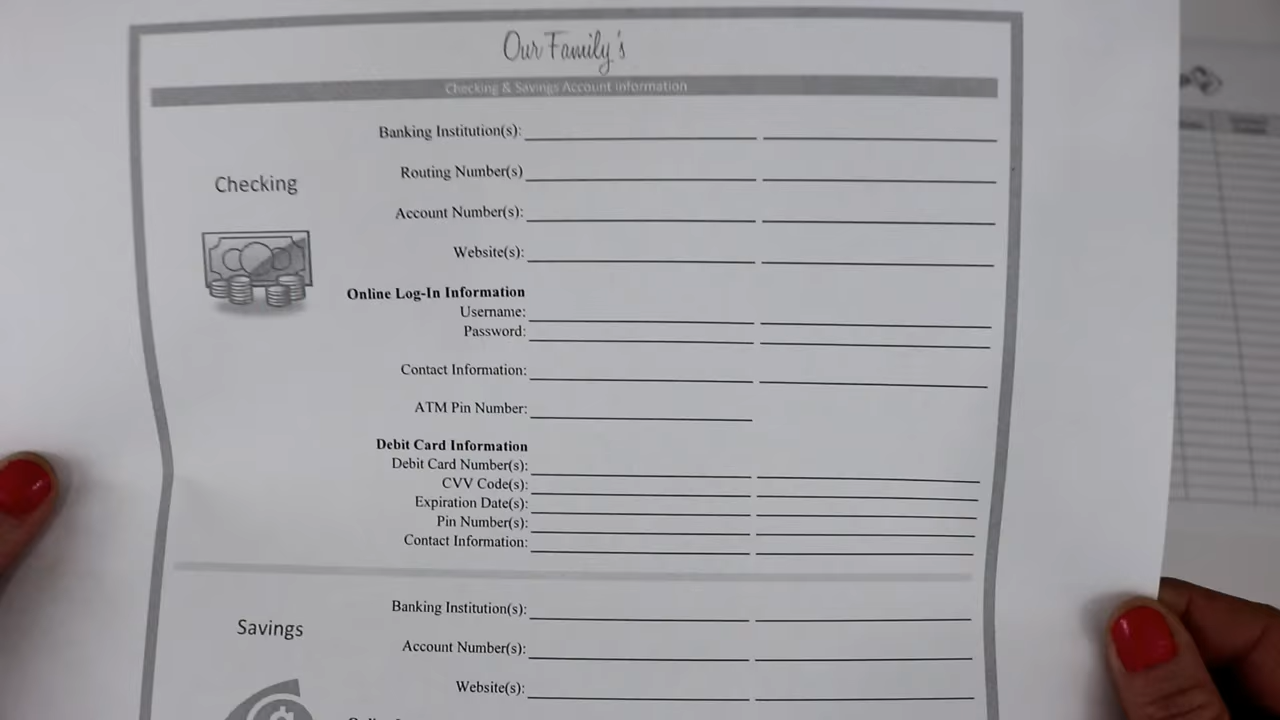 Our Family's
Checking & Savings Account Information
Checking
Banking Institution(s):
Routing Number(s)
Account Number(s):
Website(s):
Online Log-In Information
Username:
Password:
Contact Information:
ATM Pin Number:
Debit Card Information
Debit Card Number(s):
CVV Code(s):
Expiration Date(s):
Pin Number(s):
Contact Information:
Savings
Banking Institution(s):
Account Number(s):
Website(s):